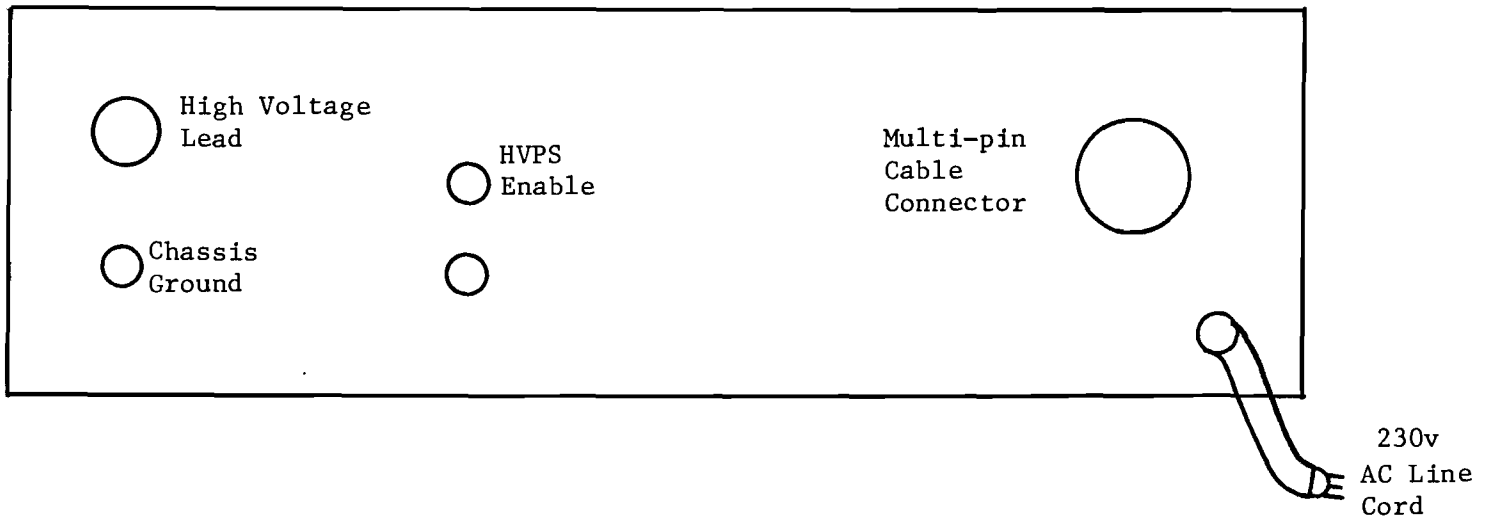 High Voltage
Lead
HVPS
Enable
Multi-pin
Cable
Connector
Chassis
Ground
230v
AC Line
Cord